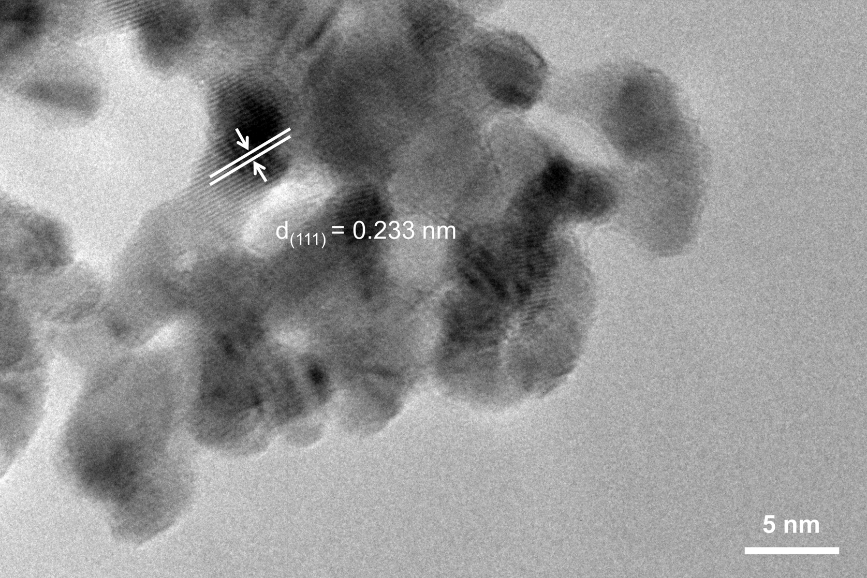 d(111) = 0.233 nm
5 nm